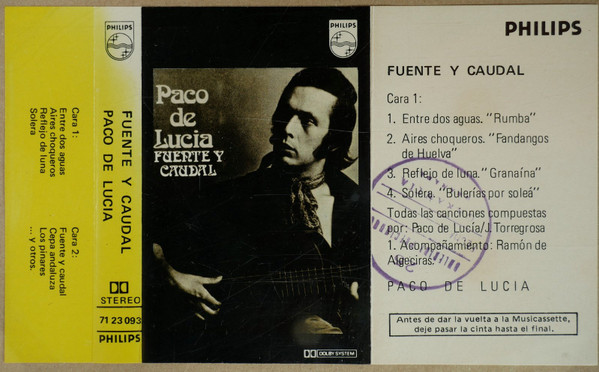 Cara 1:
Entre dos aguas
Aires choqueros
Reflejo de luna
Solera
Cara 2:
Fuente y caudal
Cepa andaluza
Los pinares
... y otros.
PHILIPS
FUENTE Y CAUDAL
PACO DE LUCIA
STEREO
71 23 093
PHILIPS
PHILIPS
Paco
de
Lucia
FUENTE Y
CAUDAL
DOLBY SYSTEM
PHILIPS
FUENTE Y CAUDAL
Cara 1:
1. Entre dos aguas. "Rumba"
2. Aires choqueros. "Fandangos
de Huelva"
3. Reflejo de luna. "Granaína"
4. Solera. "Bulerías por soleá"
Todas las canciones compuestas
por: Paco de Lucía/J. Torregrosa
1. Acompañamiento: Ramón de
Algeciras.
PACO DE LUCIA
Antes de dar la vuelta a la Musicassette,
deje pasar la cinta hasta el final.